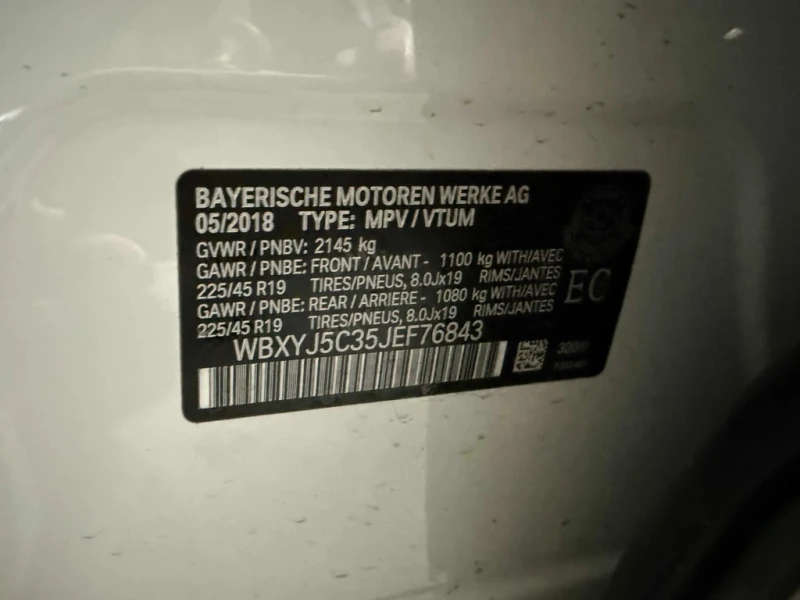 BAYERISCHE MOTOREN WERKE AG
05/2018 TYPE: MPV / VTUM
GVWR / PNBV: 2145 kg
GAWR / PNBE: FRONT / AVANT - 1100 kg WITH/AVEC
225/45 R19 TIRES/PNEUS, 8.0Jx19 RIMS/JANTES
GAWR / PNBE: REAR / ARRIERE - 1080 kg WITH/AVEC
225/45 R19 TIRES/PNEUS, 8.0Jx19 RIMS/JANTES
EC
WBXYJ5C35JEF76843